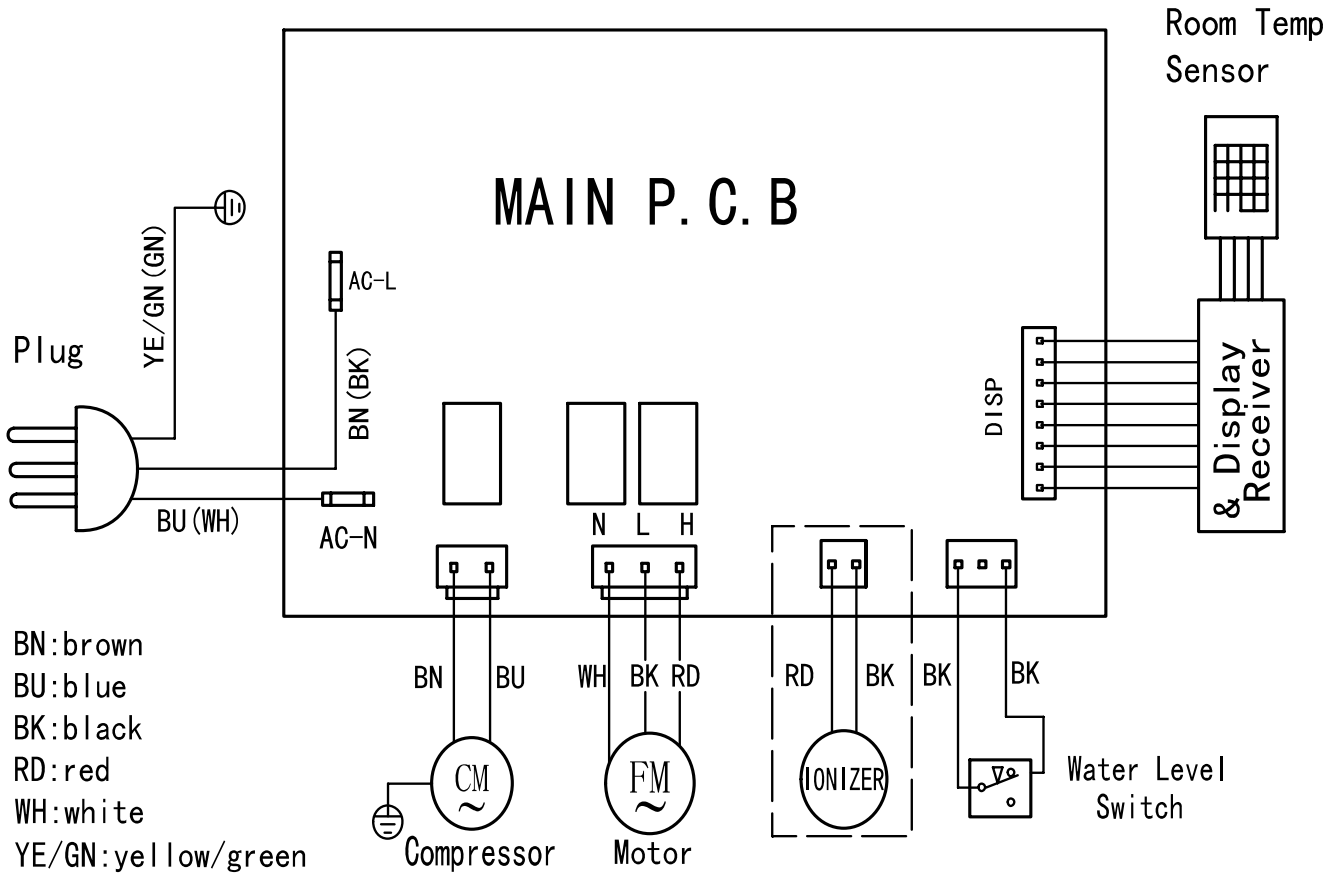 Room Temp
Sensor
MAIN P.C.B
YE/GN(GN)
AC-L
Plug
BN(BK)
DISP
& Display
Receiver
BU(WH)
AC-N
N L H
BN:brown
BU:blue
BK:black
RD:red
WH:white
YE/GN:yellow/green
BN BU WH BK RD RD BK BK BK
CM
~
FM
~
IONIZER
Water Level
Switch
Compressor
Motor